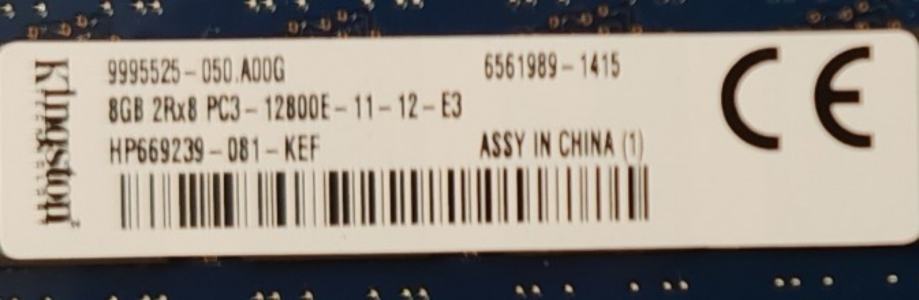 Kingston
9995525-050.A00G 6561989-1415
8GB 2Rx8 PC3-12800E-11-12-E3
HP669239-081-KEF ASSY IN CHINA (1)
CE